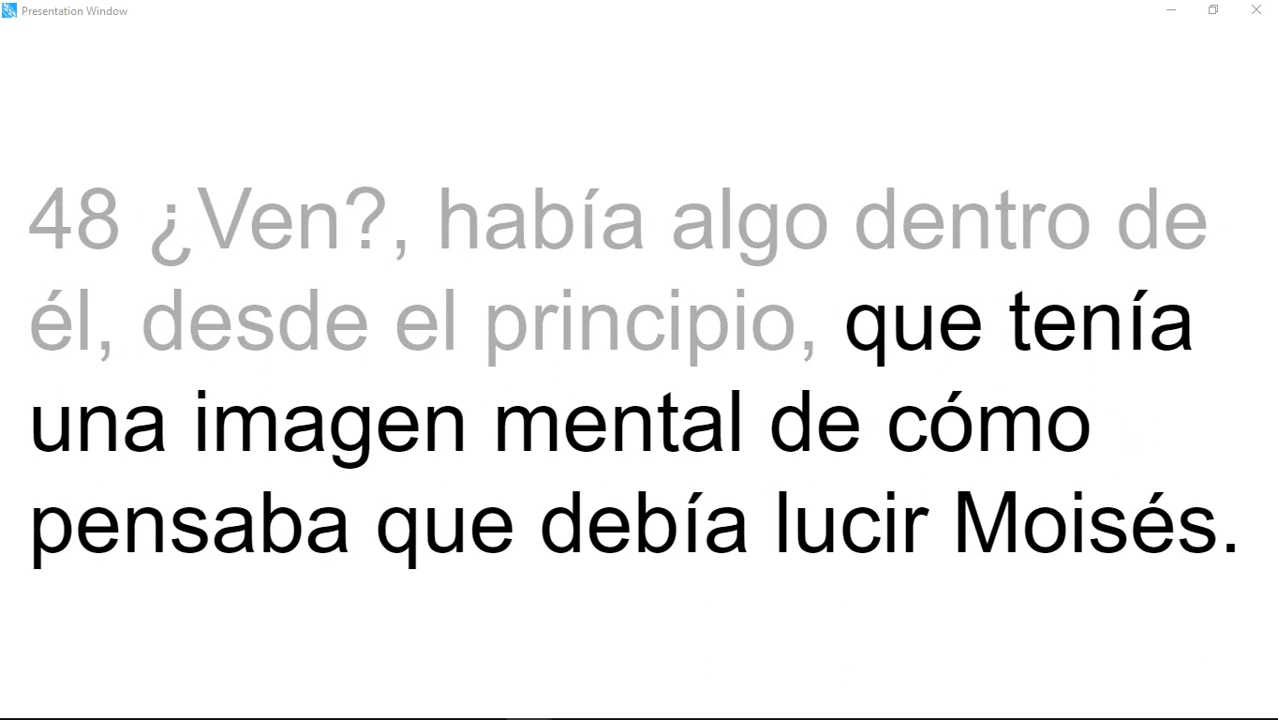 Presentation Window
48 ¿Ven?, había algo dentro de
él, desde el principio, que tenía
una imagen mental de cómo
pensaba que debía lucir Moisés.